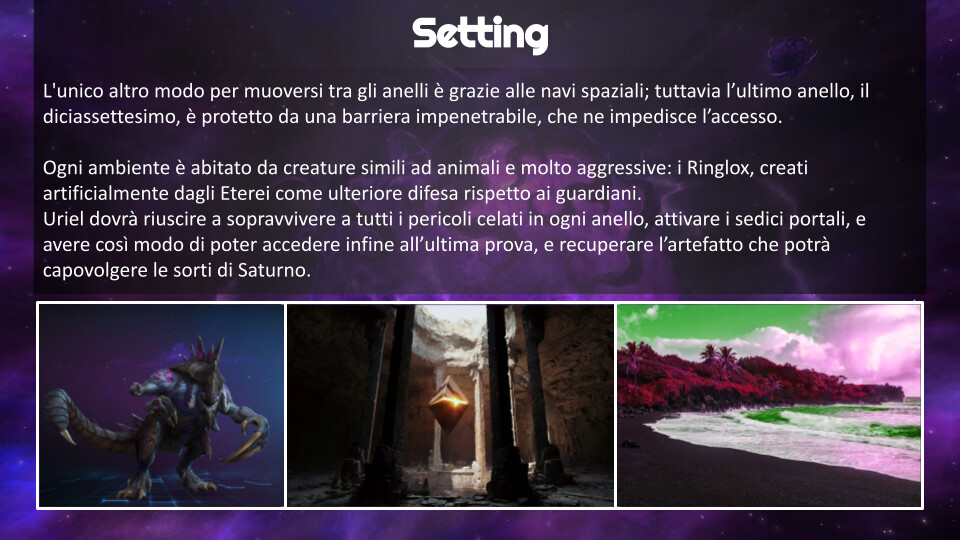 Setting
L'unico altro modo per muoversi tra gli anelli è grazie alle navi spaziali; tuttavia l’ultimo anello, il
diciassettesimo, è protetto da una barriera impenetrabile, che ne impedisce l’accesso.
Ogni ambiente è abitato da creature simili ad animali e molto aggressive: i Ringlox, creati
artificialmente dagli Eterei come ulteriore difesa rispetto ai guardiani.
Uriel dovrà riuscire a sopravvivere a tutti i pericoli celati in ogni anello, attivare i sedici portali, e
avere così modo di poter accedere infine all’ultima prova, e recuperare l’artefatto che potrà
capovolgere le sorti di Saturno.